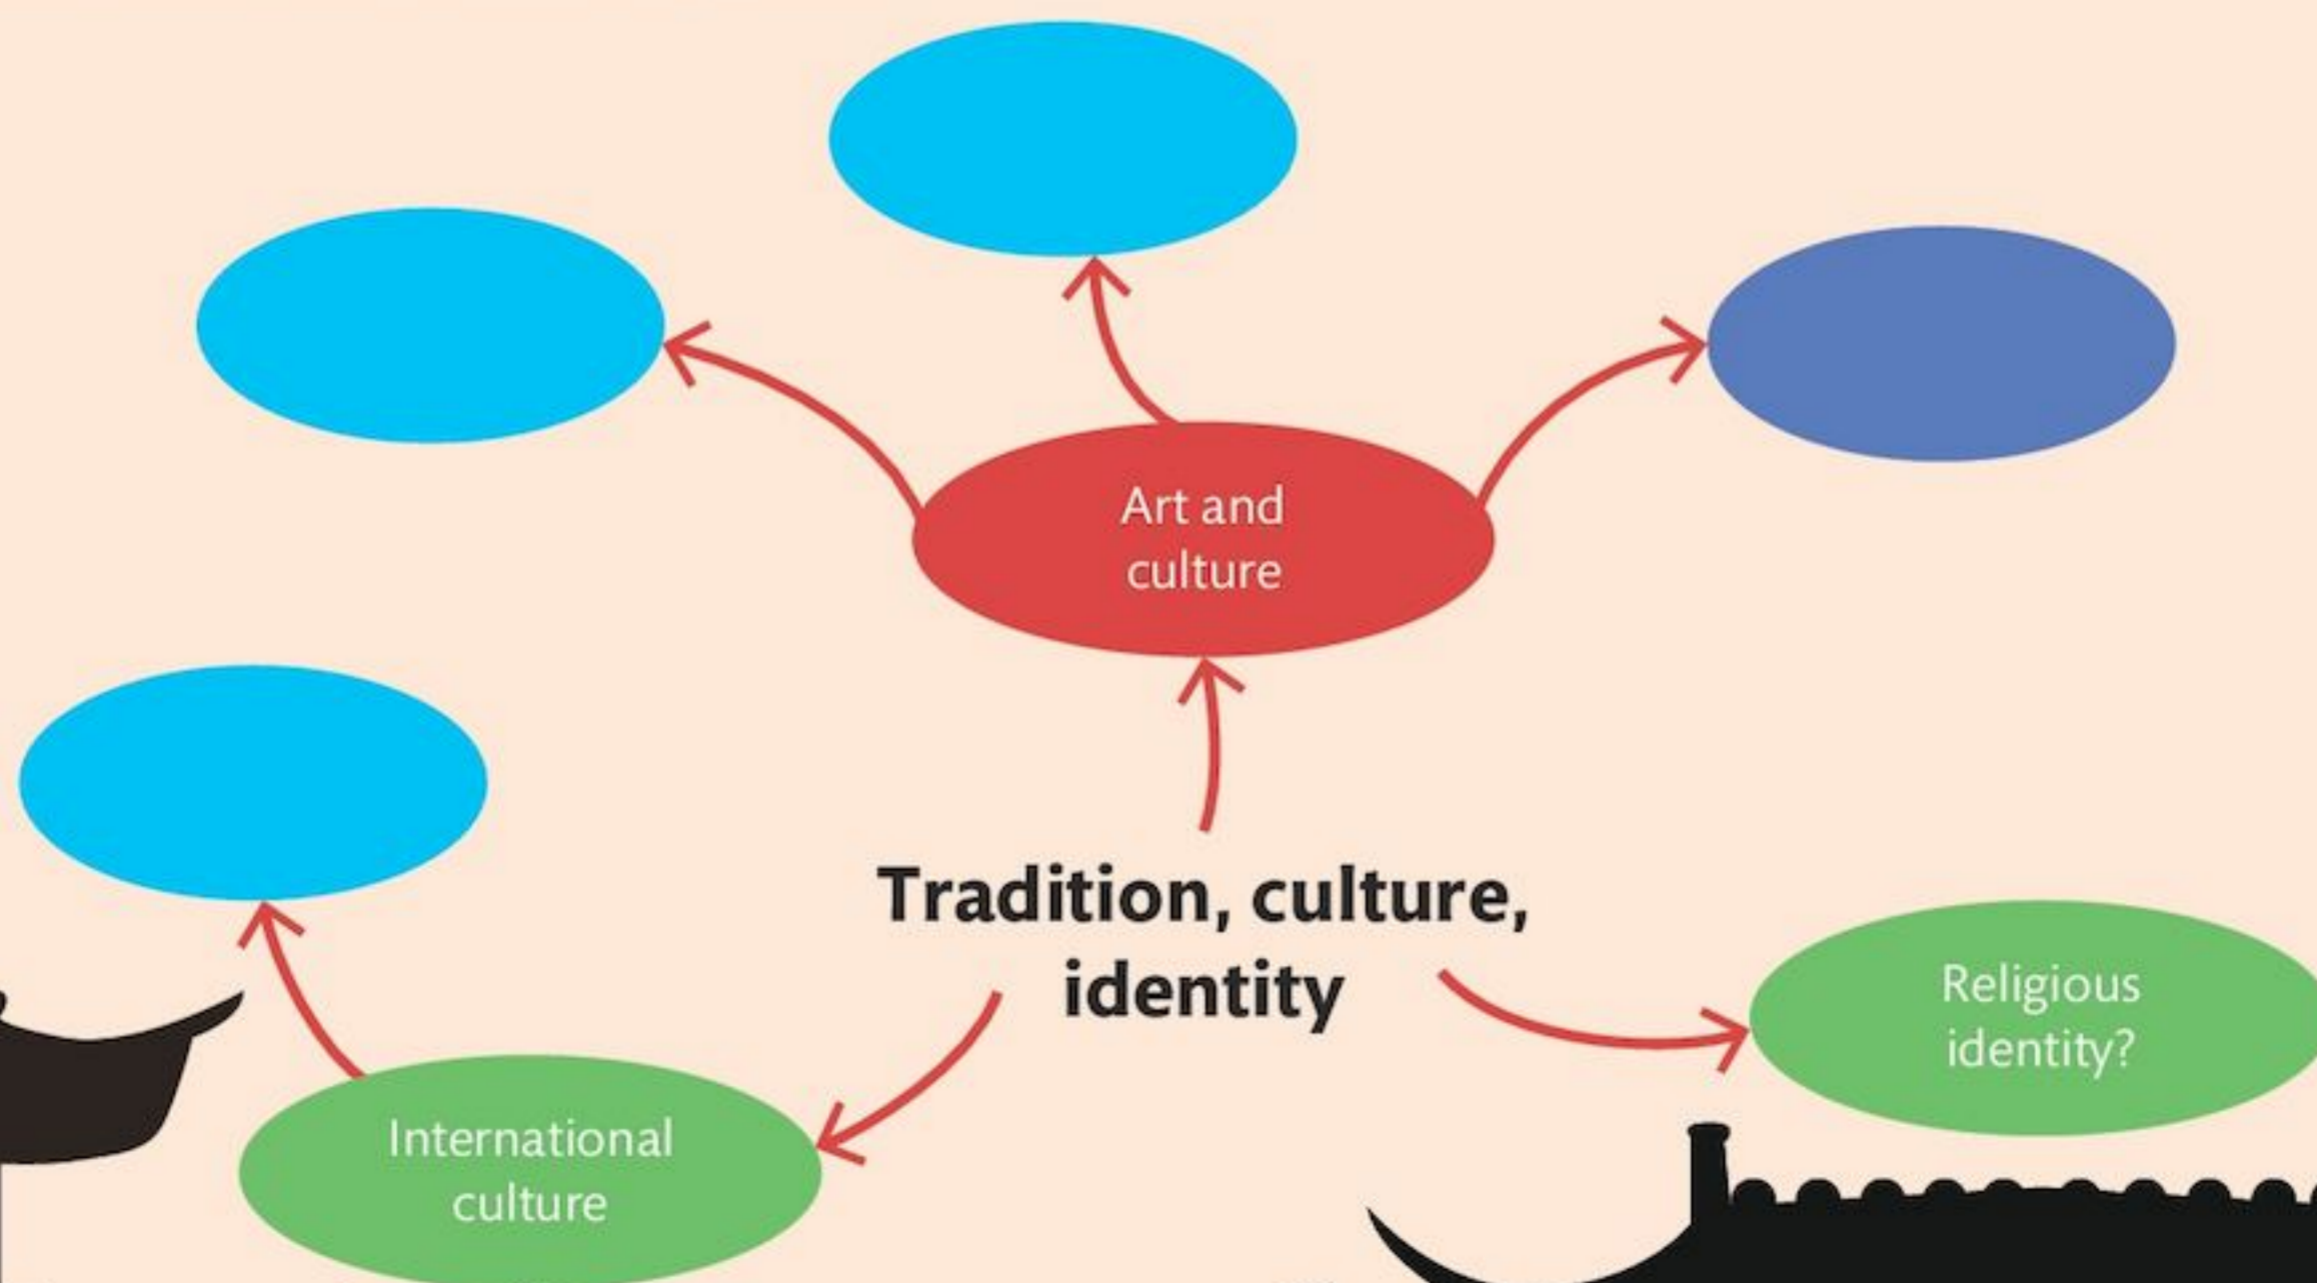 Art and
culture
Tradition, culture,
identity
Religious
identity?
International
culture